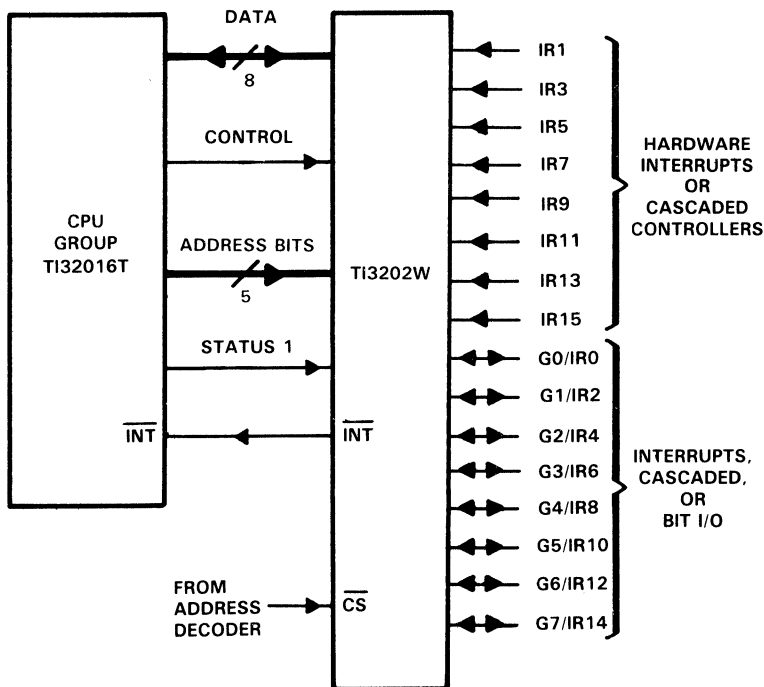 DATA
8
CONTROL
CPU
GROUP
TI32016T
ADDRESS BITS
5
STATUS 1
INT
TI3202W
INT
FROM
ADDRESS
DECODER
CS
IR1
IR3
IR5
IR7
IR9
IR11
IR13
IR15
HARDWARE
INTERRUPTS
OR
CASCADED
CONTROLLERS
G0/IR0
G1/IR2
G2/IR4
G3/IR6
G4/IR8
G5/IR10
G6/IR12
G7/IR14
INTERRUPTS,
CASCADED,
OR
BIT I/O